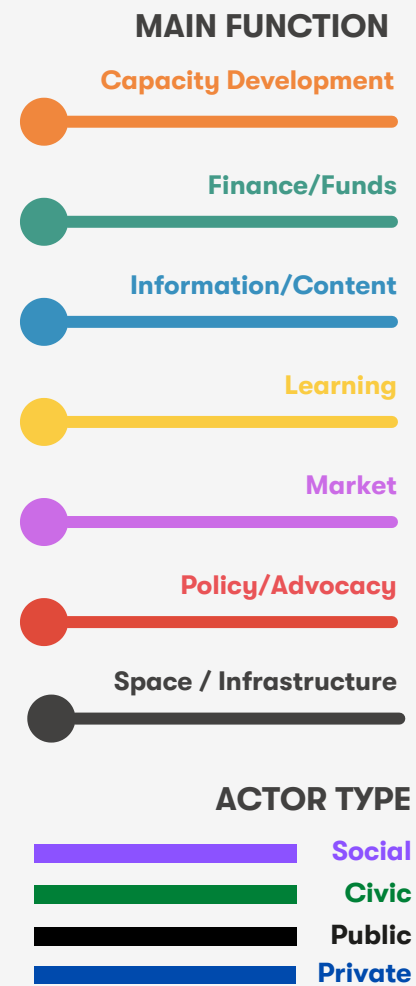 MAIN FUNCTION
Capacity Development
Finance/Funds
Information/Content
Learning
Market
Policy/Advocacy
Space / Infrastructure
ACTOR TYPE
Social
Civic
Public
Private